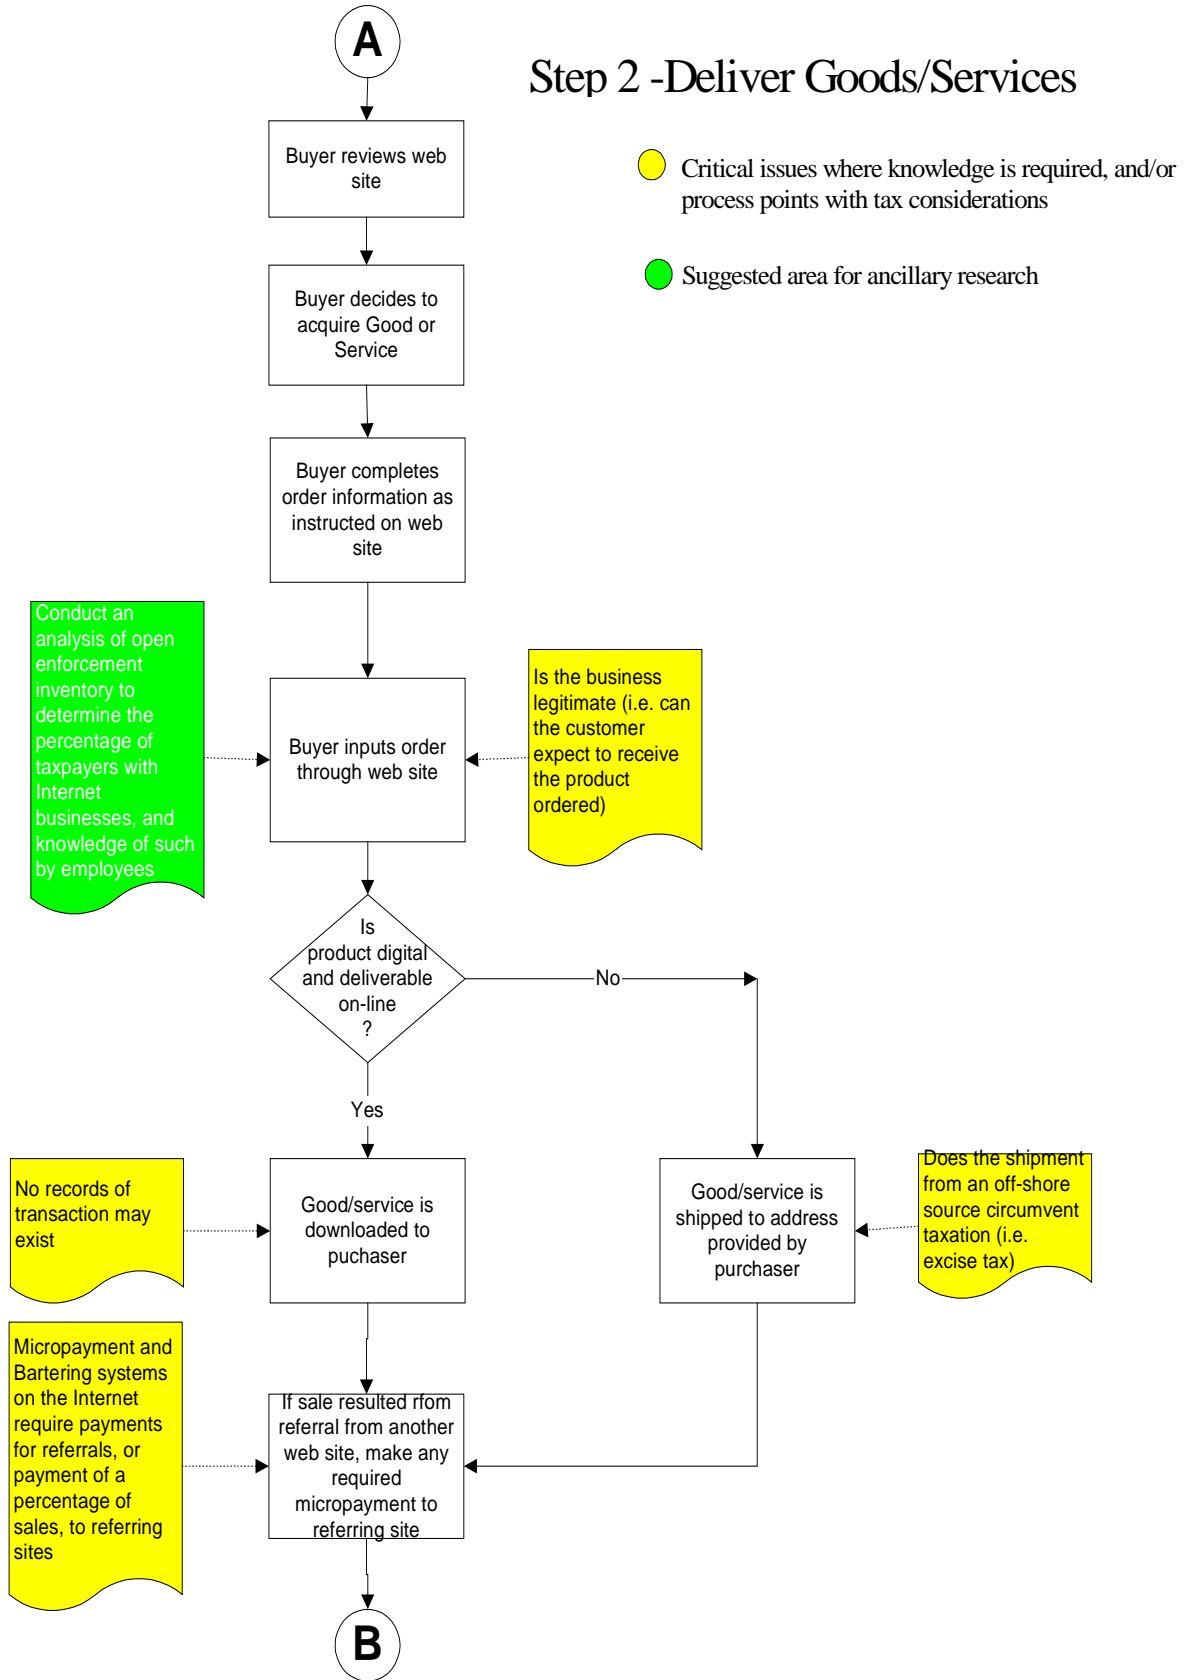 A
Step 2 -Deliver Goods/Services
Buyer reviews web
site
Critical issues where knowledge is required, and/or
process points with tax considerations
Suggested area for ancillary research
Buyer decides to
acquire Good or
Service
Buyer completes
order information as
instructed on web
site
Conduct an
analysis of open
enforcement
inventory to
determine the
percentage of
taxpayers with
Internet
businesses, and
knowledge of such
by employees
Buyer inputs order
through web site
Is the business
legitimate (i.e. can
the customer
expect to receive
the product
ordered)
Is
product digital
and deliverable
on-line
?
No
Yes
No records of
transaction may
exist
Good/service is
downloaded to
puchaser
Good/service is
shipped to address
provided by
purchaser
Does the shipment
from an off-shore
source circumvent
taxation (i.e.
excise tax)
Micropayment and
Bartering systems
on the Internet
require payments
for referrals, or
payment of a
percentage of
sales, to referring
sites
If sale resulted rfom
referral from another
web site, make any
required
micropayment to
referring site
B